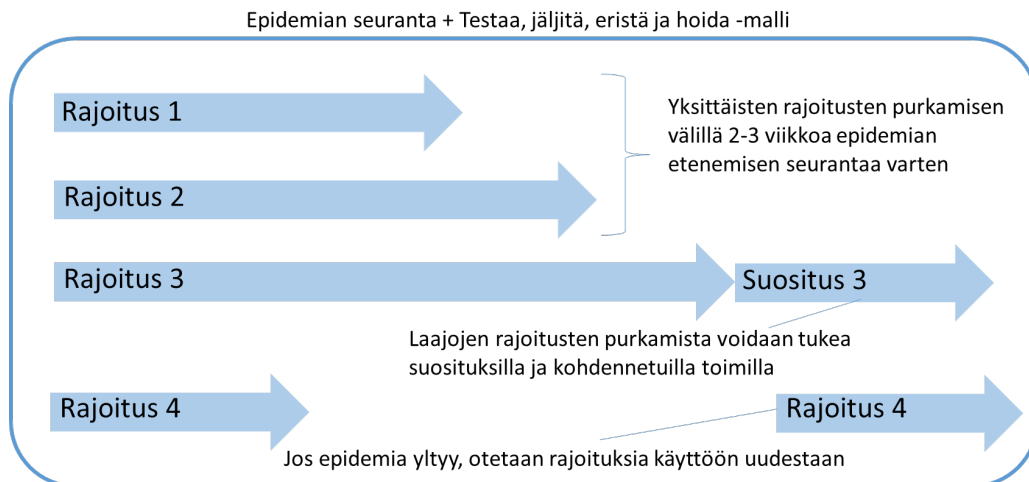 Epidemian seuranta + Testaa, jäljitä, eristä ja hoida -malli
Rajoitus 1
Yksittäisten rajoitusten purkamisen
välillä 2-3 viikkoa epidemian
etenemisen seurantaa varten
Rajoitus 2
Rajoitus 3
Suositus 3
Laajojen rajoitusten purkamista voidaan tukea
suosituksilla ja kohdennetuilla toimilla
Rajoitus 4
Rajoitus 4
Jos epidemia yltyy, otetaan rajoituksia käyttöön uudestaan